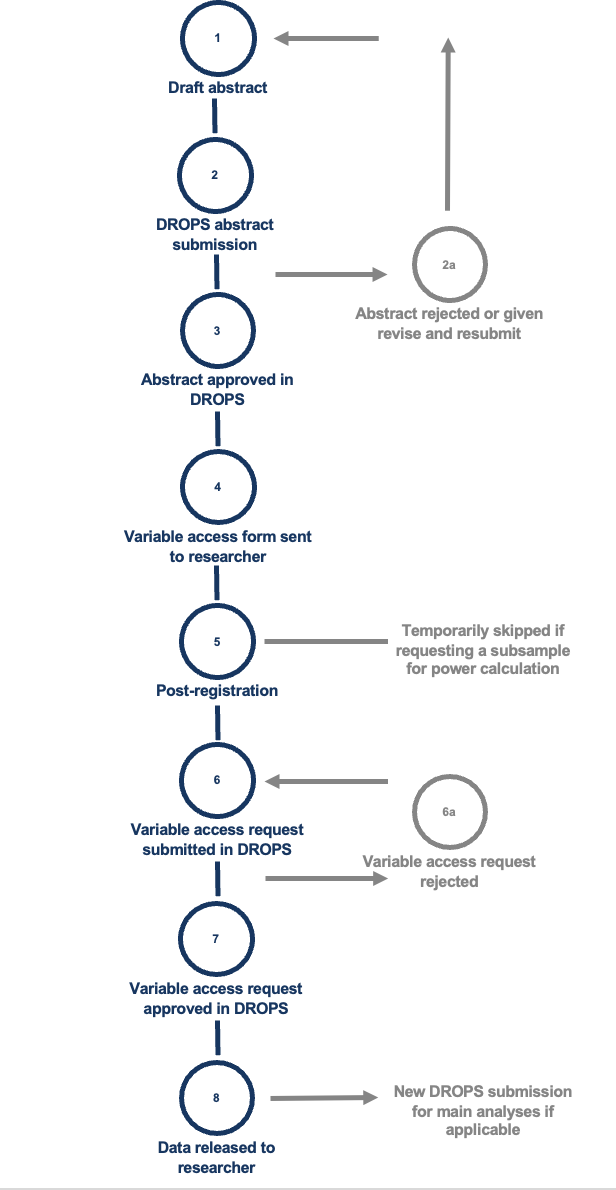 1
Draft abstract
2
DROPS abstract
submission
2a
Abstract rejected or given
revise and resubmit
3
Abstract approved in
DROPS
4
Variable access form sent
to researcher
5
Post-registration
Temporarily skipped if
requesting a subsample
for power calculation
6
Variable access request
submitted in DROPS
6a
Variable access request
rejected
7
Variable access request
approved in DROPS
8
Data released to
researcher
New DROPS submission
for main analyses if
applicable